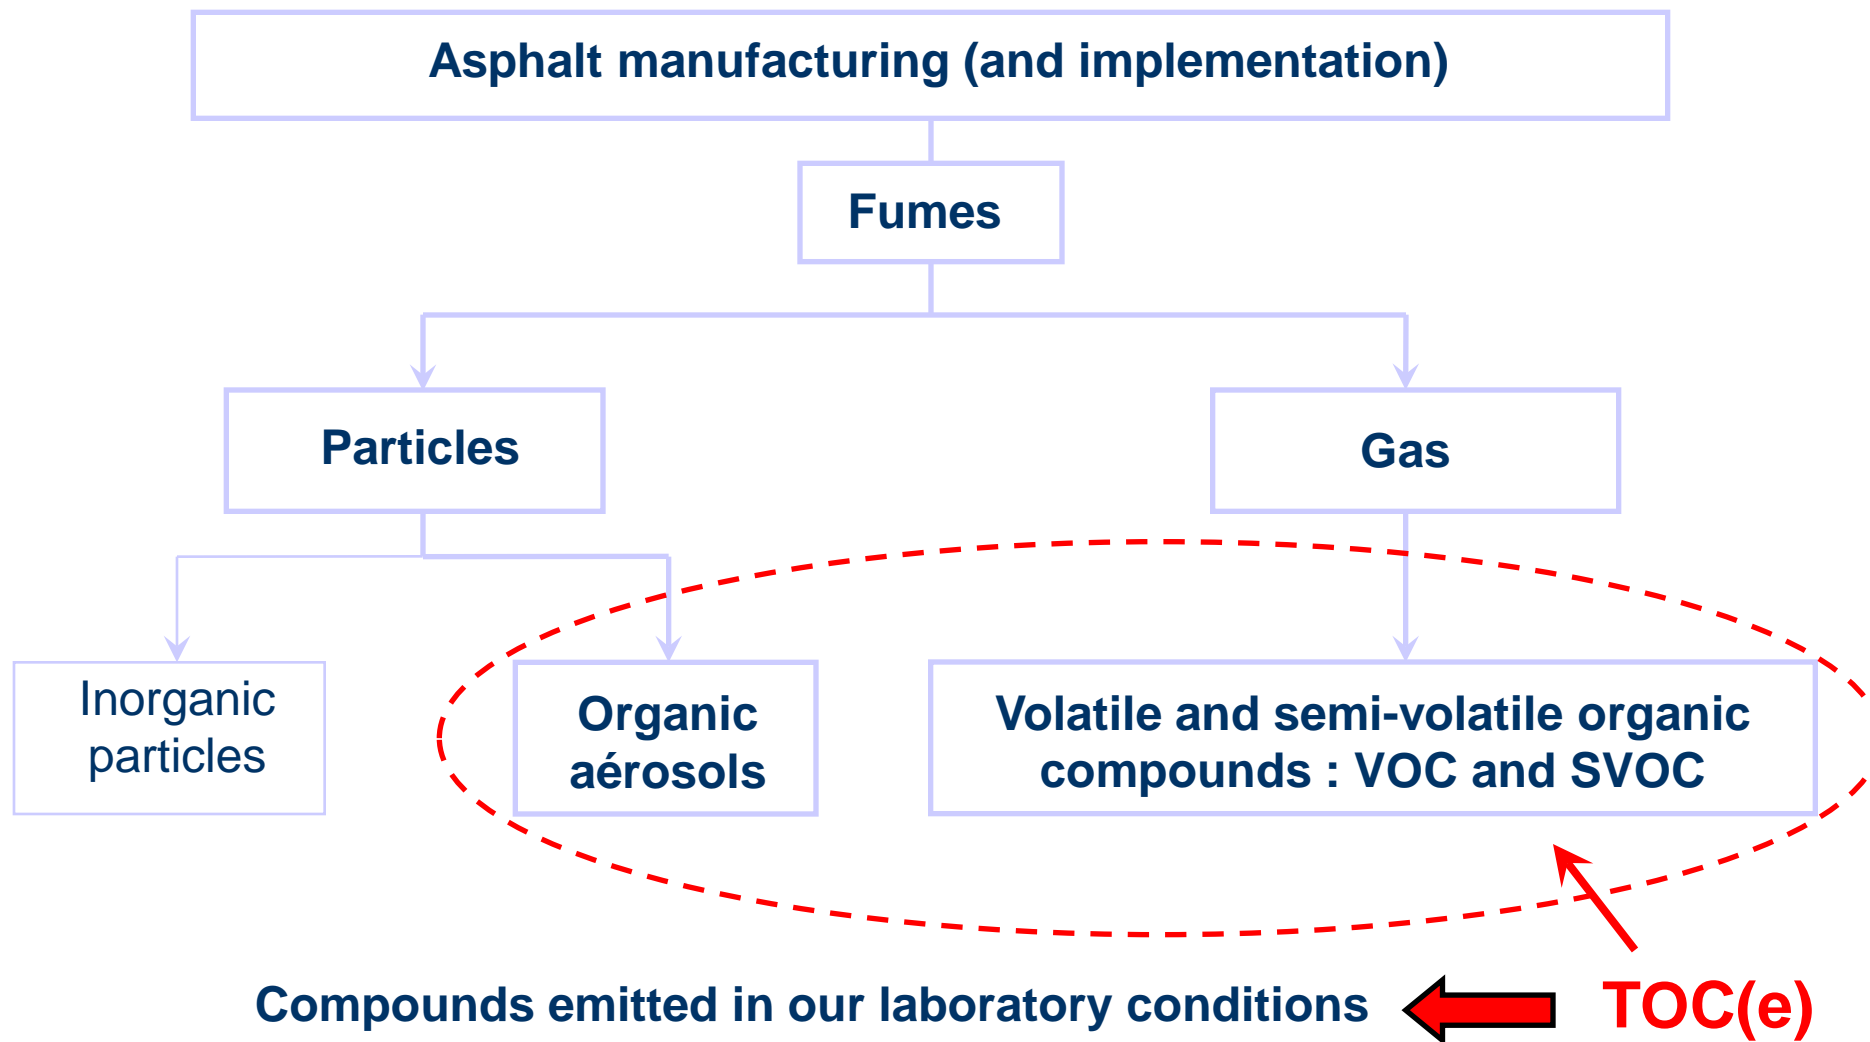 Asphalt manufacturing (and implementation)
Fumes
Particles
Gas
Inorganic
particles
Organic
aérosols
Volatile and semi-volatile organic
compounds : VOC and SVOC
Compounds emitted in our laboratory conditions
TOC(e)